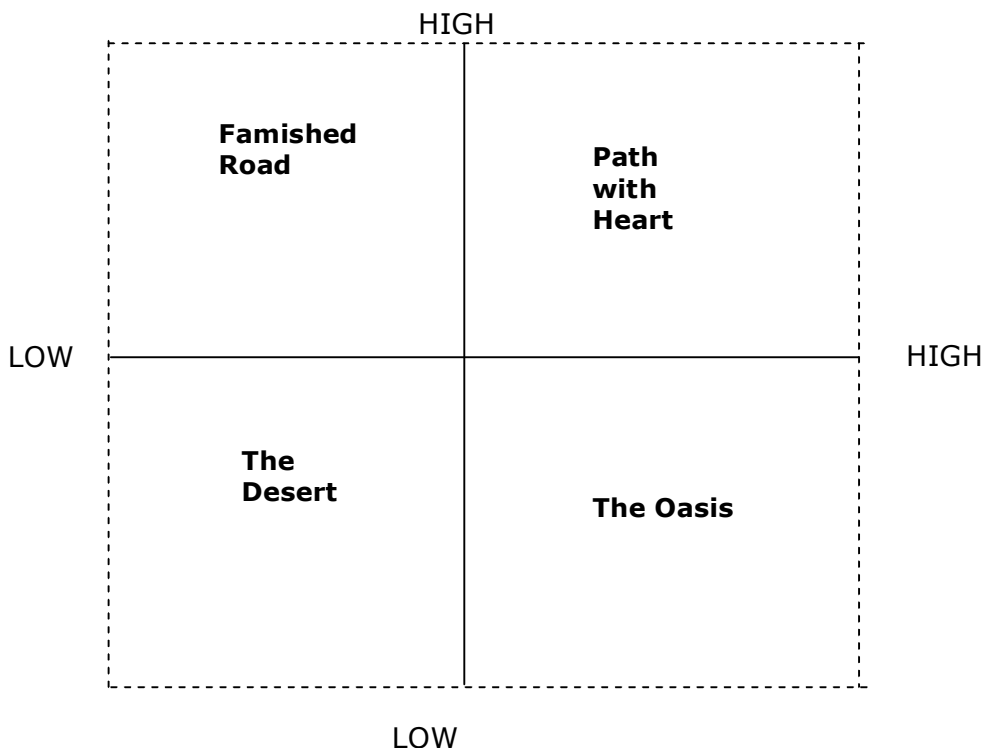 HIGH
Famished
Road
Path
with
Heart
LOW
HIGH
The
Desert
The Oasis
LOW